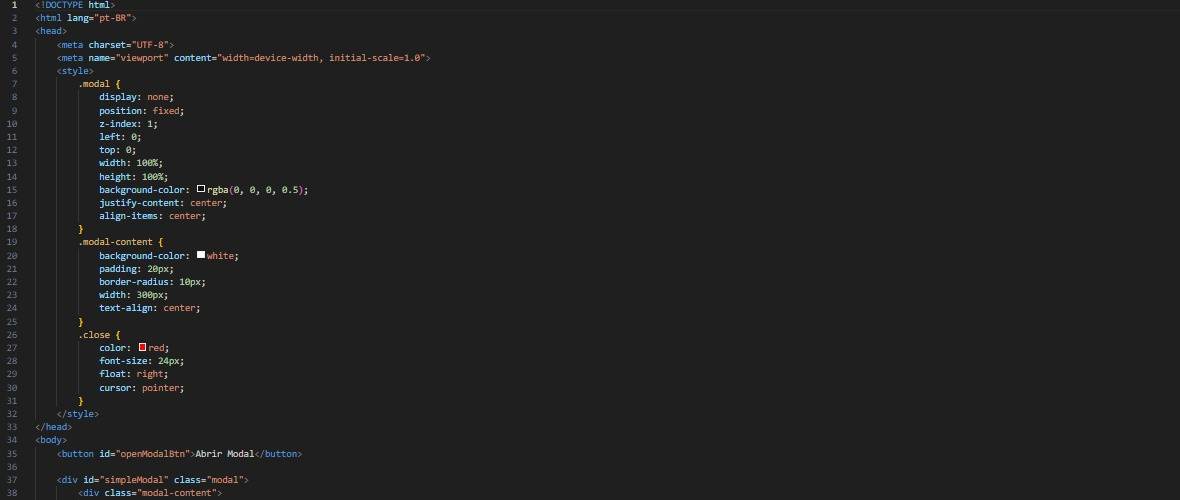 1 <!DOCTYPE html>
2 <html lang="pt-BR">
3 <head>
4     <meta charset="UTF-8">
5     <meta name="viewport" content="width=device-width, initial-scale=1.0">
6     <style>
7         .modal {
8             display: none;
9             position: fixed;
10             z-index: 1;
11             left: 0;
12             top: 0;
13             width: 100%;
14             height: 100%;
15             background-color: rgba(0, 0, 0, 0.5);
16             justify-content: center;
17             align-items: center;
18         }
19         .modal-content {
20             background-color: white;
21             padding: 20px;
22             border-radius: 10px;
23             width: 300px;
24             text-align: center;
25         }
26         .close {
27             color: red;
28             font-size: 24px;
29             float: right;
30             cursor: pointer;
31         }
32     </style>
33 </head>
34 <body>
35     <button id="openModalBtn">Abrir Modal</button>
36
37     <div id="simpleModal" class="modal">
38         <div class="modal-content">